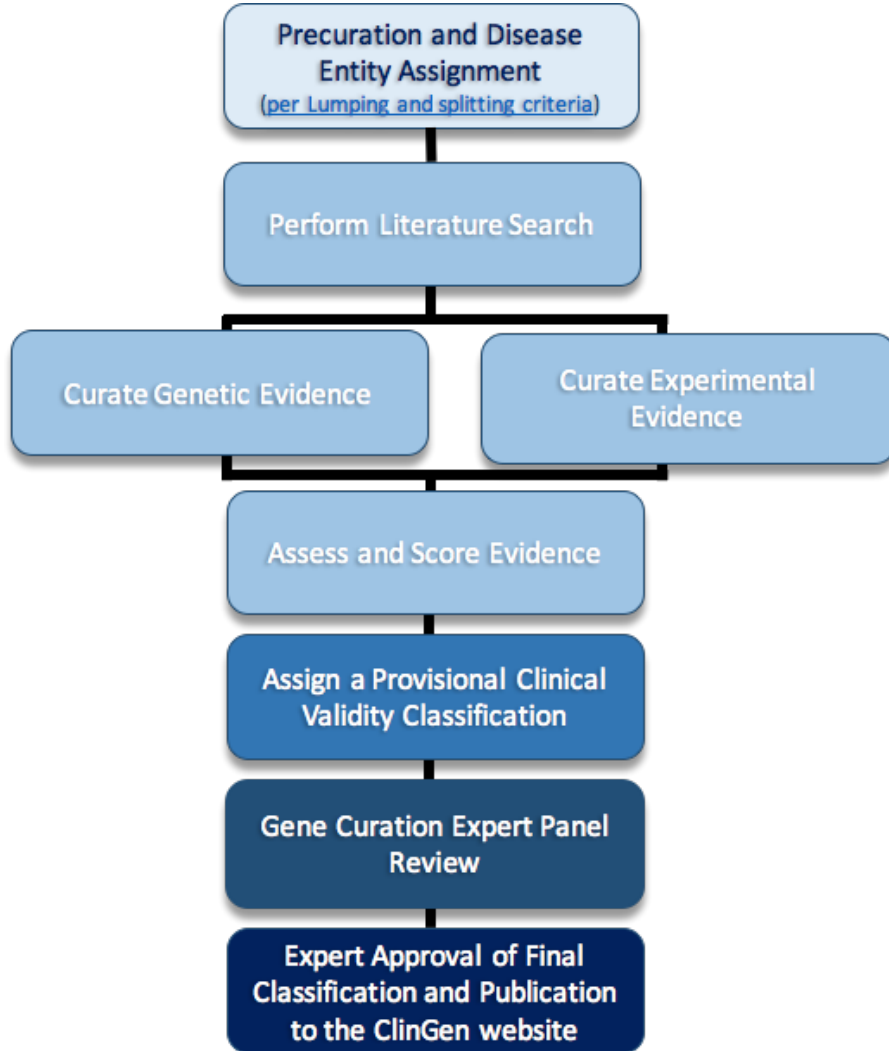 Precuration and Disease
Entity Assignment
(per Lumping and splitting criteria)
Perform Literature Search
Curate Genetic Evidence
Curate Experimental
Evidence
Assess and Score Evidence
Assign a Provisional Clinical
Validity Classification
Gene Curation Expert Panel
Review
Expert Approval of Final
Classification and Publication
to the ClinGen website